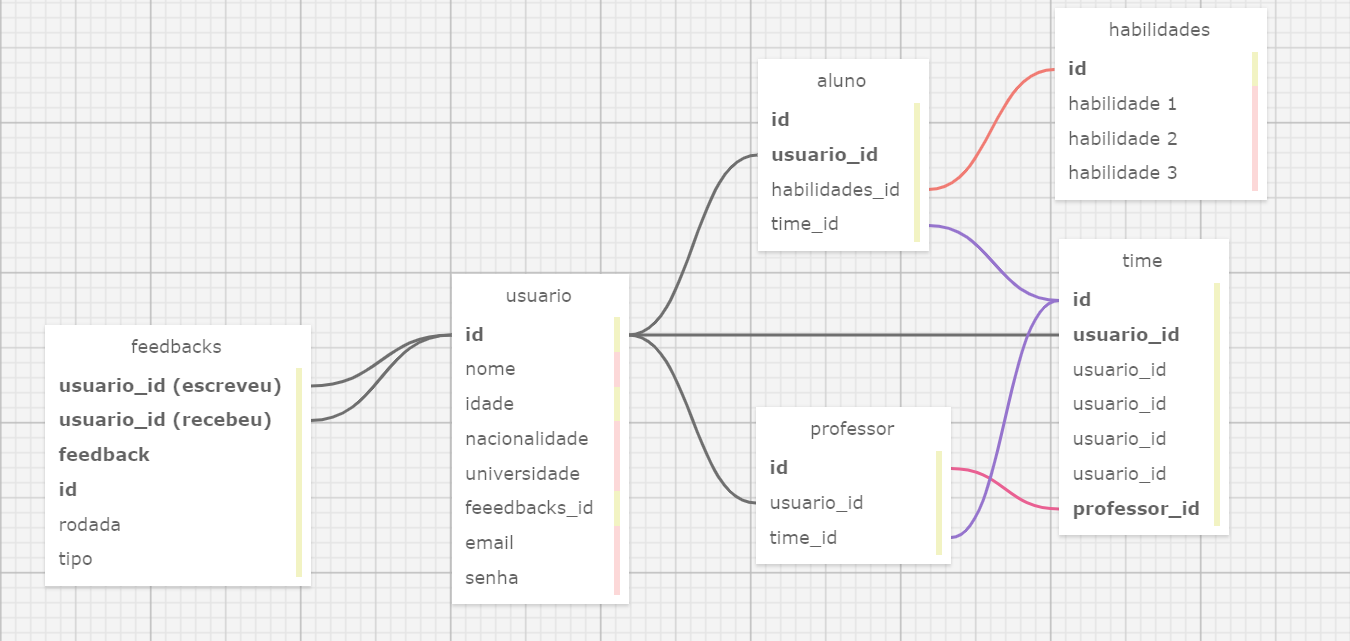 feedbacks
usuario_id (escreveu)
usuario_id (recebeu)
feedback
id
rodada
tipo
usuario
id
nome
idade
nacionalidade
universidade
feeedbacks_id
email
senha
aluno
id
usuario_id
habilidades_id
time_id
professor
id
usuario_id
time_id
habilidades
id
habilidade 1
habilidade 2
habilidade 3
time
id
usuario_id
usuario_id
usuario_id
usuario_id
usuario_id
professor_id